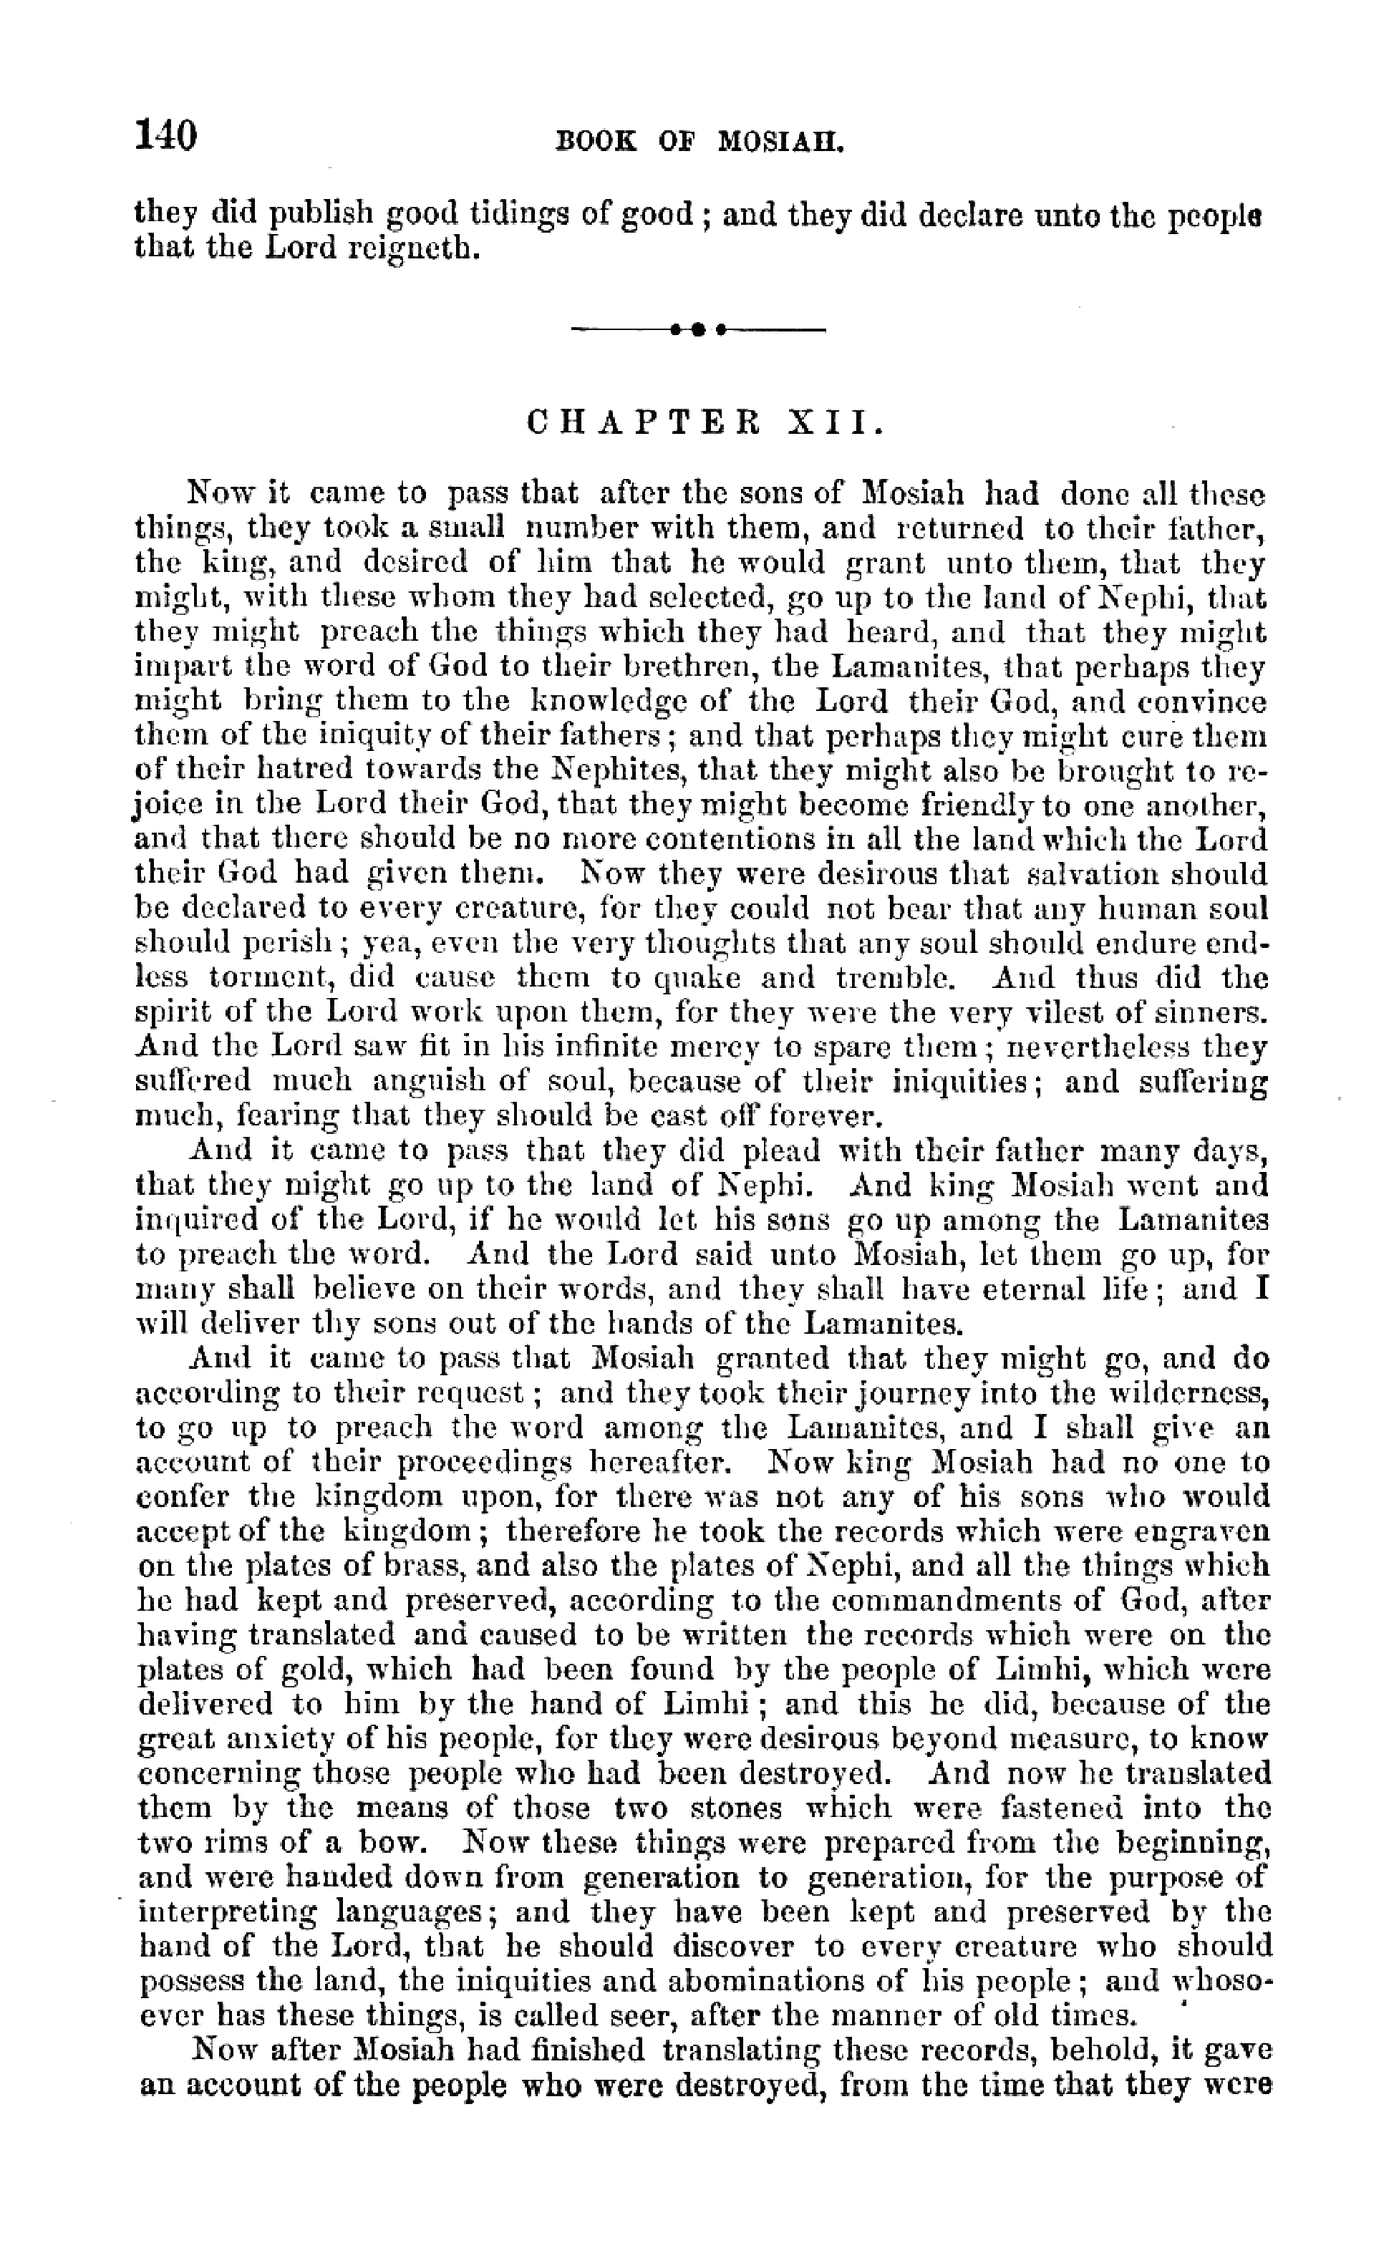 140 BOOK OF MOSIAH.
they did publish good tidings of good ; and they did declare unto the people
that the Lord reigneth.
CHAPTER XII.
Now it came to pass that after the sons of Mosiah had done all these
things, they took a small number with them, and returned to their father,
the king, and desired of him that he would grant unto them, that they
might, with these whom they had selected, go up to the land of Nephi, that
they might preach the things which they had heard, and that they might
impart the word of God to their brethren, the Lamanites, that perhaps they
might bring them to the knowledge of the Lord their God, and convince
them of the iniquity of their fathers ; and that perhaps they might cure them
of their hatred towards the Nephites, that they might also be brought to re-
joice in the Lord their God, that they might become friendly to one another,
and that there should be no more contentions in all the land which the Lord
their God had given them. Now they were desirous that salvation should
be declared to every creature, for they could not bear that any human soul
should perish ; yea, even the very thoughts that any soul should endure end-
less torment, did cause them to quake and tremble. And thus did the
spirit of the Lord work upon them, for they were the very vilest of sinners.
And the Lord saw fit in his infinite mercy to spare them ; nevertheless they
suffered much anguish of soul, because of their iniquities ; and suffering
much, fearing that they should be cast off forever.
And it came to pass that they did plead with their father many days,
that they might go up to the land of Nephi. And king Mosiah went and
inquired of the Lord, if he would let his sons go up among the Lamanites
to preach the word. And the Lord said unto Mosiah, let them go up, for
many shall believe on their words, and they shall have eternal life ; and I
will deliver thy sons out of the hands of the Lamanites.
And it came to pass that Mosiah granted that they might go, and do
according to their request ; and they took their journey into the wilderness,
to go up to preach the word among the Lamanites, and I shall give an
account of their proceedings hereafter. Now king Mosiah had no one to
confer the kingdom upon, for there was not any of his sons who would
accept of the kingdom ; therefore he took the records which were engraven
on the plates of brass, and also the plates of Nephi, and all the things which
he had kept and preserved, according to the commandments of God, after
having translated and caused to be written the records which were on the
plates of gold, which had been found by the people of Limhi, which were
delivered to him by the hand of Limhi ; and this he did, because of the
great anxiety of his people, for they were desirous beyond measure, to know
concerning those people who had been destroyed. And now he translated
them by the means of those two stones which were fastened into the
two rims of a bow. Now these things were prepared from the beginning,
and were handed down from generation to generation, for the purpose of
interpreting languages ; and they have been kept and preserved by the
hand of the Lord, that he should discover to every creature who should
possess the land, the iniquities and abominations of his people ; and whoso-
ever has these things, is called seer, after the manner of old times.
Now after Mosiah had finished translating these records, behold, it gave
an account of the people who were destroyed, from the time that they were